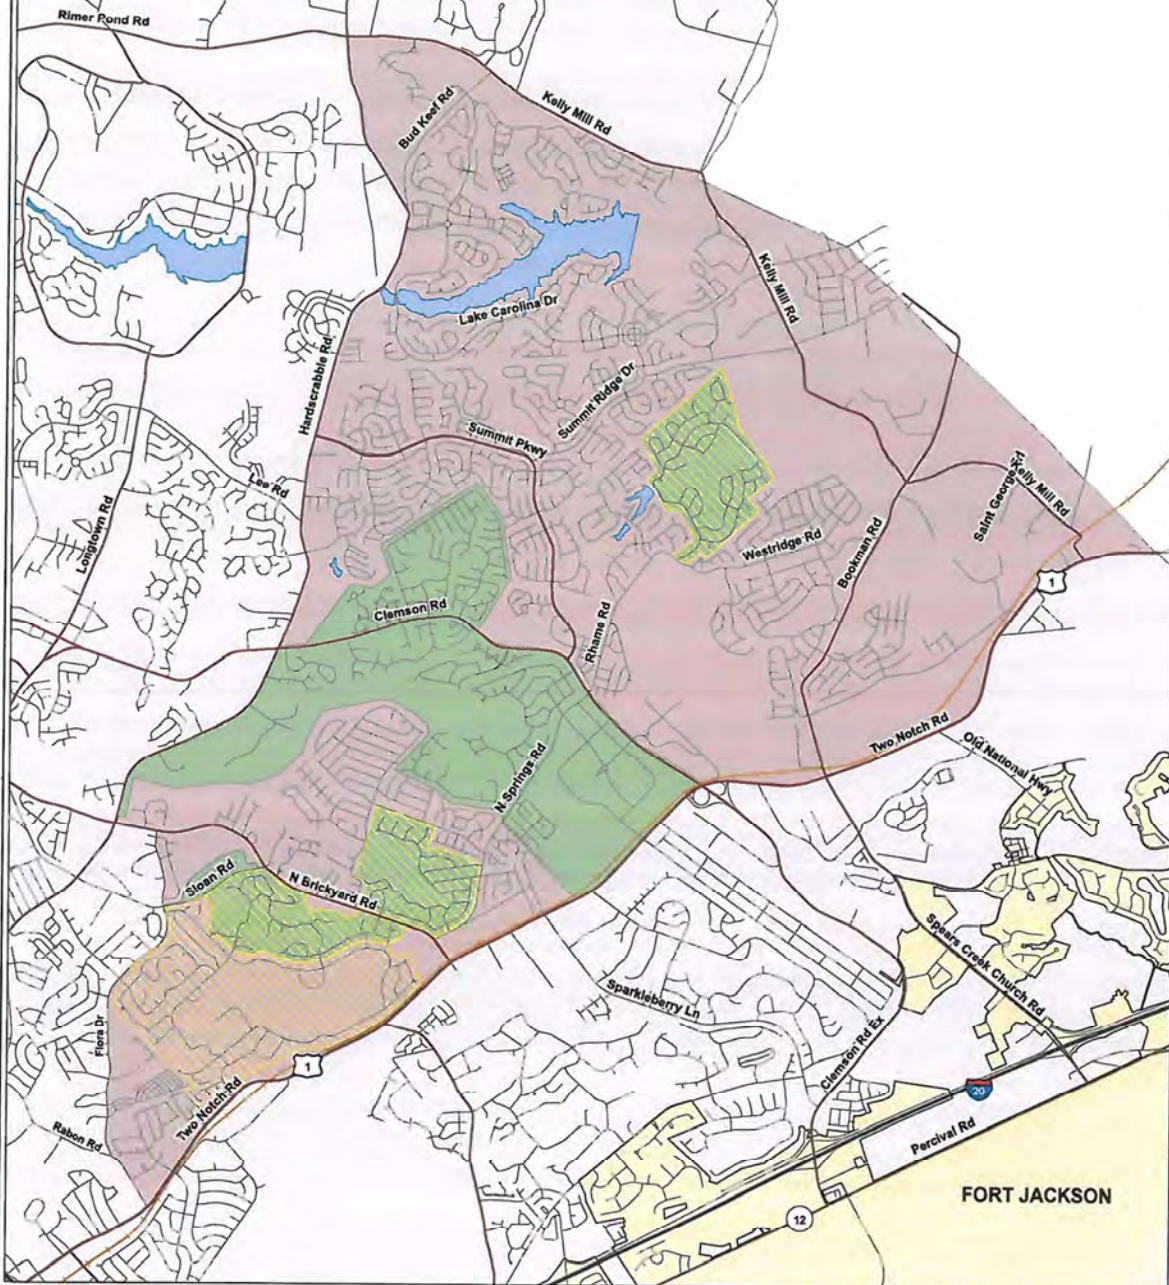 Rimer Pond Rd
Bud Keef Rd
Kelly Mill Rd
Kelly Mill Rd
Lake Carolina Dr
Hardscrabble Rd
Summit Ridge Dr
Summit Pkwy
Lee Rd
Longtown Rd
Kelly Mill Rd
Saint George Rd
Westridge Rd
Bookman Rd
1
Clemson Rd
Rhame Rd
Two Notch Rd
Old National Hwy
N Springs Rd
Sloan Rd
N Brickyard Rd
Spears Creek Church Rd
Sparkleberry Ln
Flora Dr
Clemson Rd Ex
1
Two Notch Rd
20
Rabon Rd
Percival Rd
FORT JACKSON
12